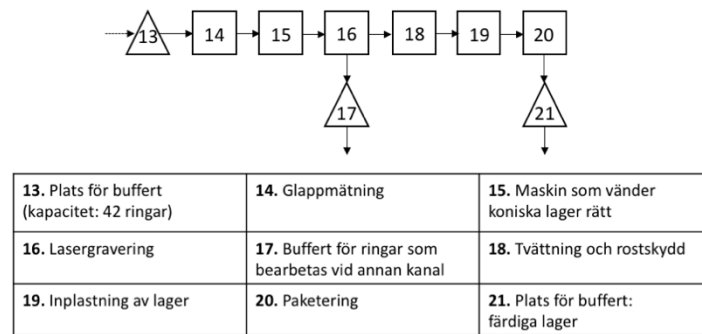 13 14 15 16 18 19 20
17 21
13. Plats för buffert
(kapacitet: 42 ringar)
14. Glappmätning
15. Maskin som vänder
koniska lager rätt
16. Lasergravering
17. Buffert för ringar som
bearbetas vid annan kanal
18. Tvättning och rostskydd
19. Inplastning av lager
20. Paketering
21. Plats för buffert:
färdiga lager